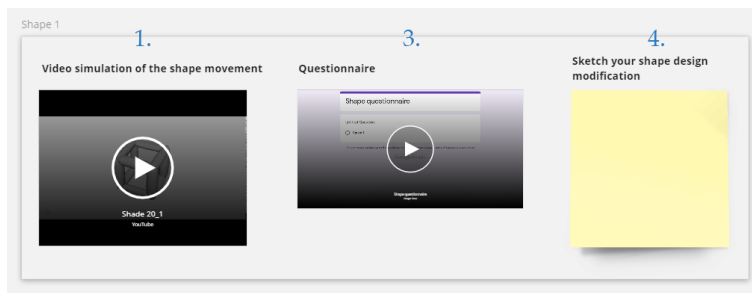 Shape 1
1.
3.
4.
Video simulation of the shape movement
Questionnaire
Sketch your shape design
modification
Shape questionnaire
Shade 20_1
YouTube
Shape questionnaire